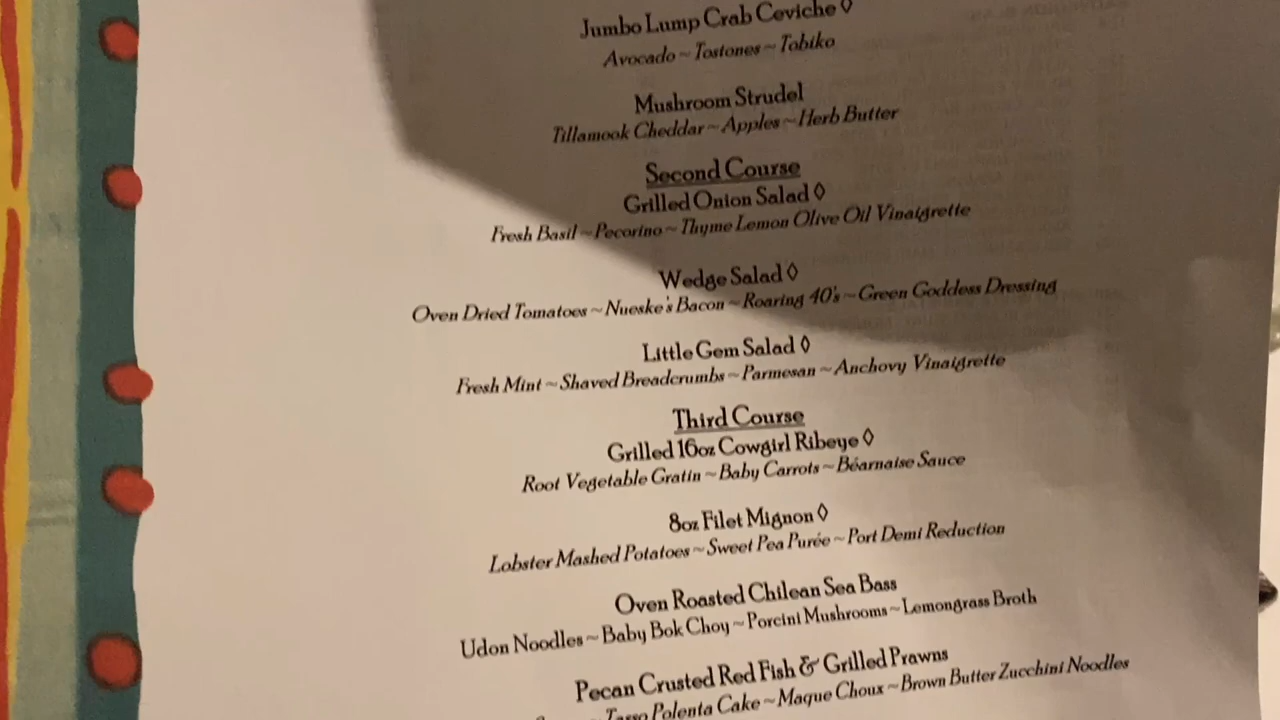 Jumbo Lump Crab Ceviche ◊
Avocado ~ Tostones ~ Tobiko
Mushroom Strudel
Tillamook Cheddar ~ Apples ~ Herb Butter
Second Course
Grilled Onion Salad ◊
Fresh Basil ~ Pecorino ~ Thyme Lemon Olive Oil Vinaigrette
Wedge Salad ◊
Oven Dried Tomatoes ~ Nueske's Bacon ~ Roaring 40's ~ Green Goddess Dressing
Little Gem Salad ◊
Fresh Mint ~ Shaved Breadcrumbs ~ Parmesan ~ Anchovy Vinaigrette
Third Course
Grilled 16oz Cowgirl Ribeye ◊
Root Vegetable Gratin ~ Baby Carrots ~ Béarnaise Sauce
8oz Filet Mignon ◊
Lobster Mashed Potatoes ~ Sweet Pea Purée ~ Port Demi Reduction
Oven Roasted Chilean Sea Bass
Udon Noodles ~ Baby Bok Choy ~ Porcini Mushrooms ~ Lemongrass Broth
Pecan Crusted Red Fish & Grilled Prawns
Tasso Polenta Cake ~ Maque Choux ~ Brown Butter Zucchini Noodles